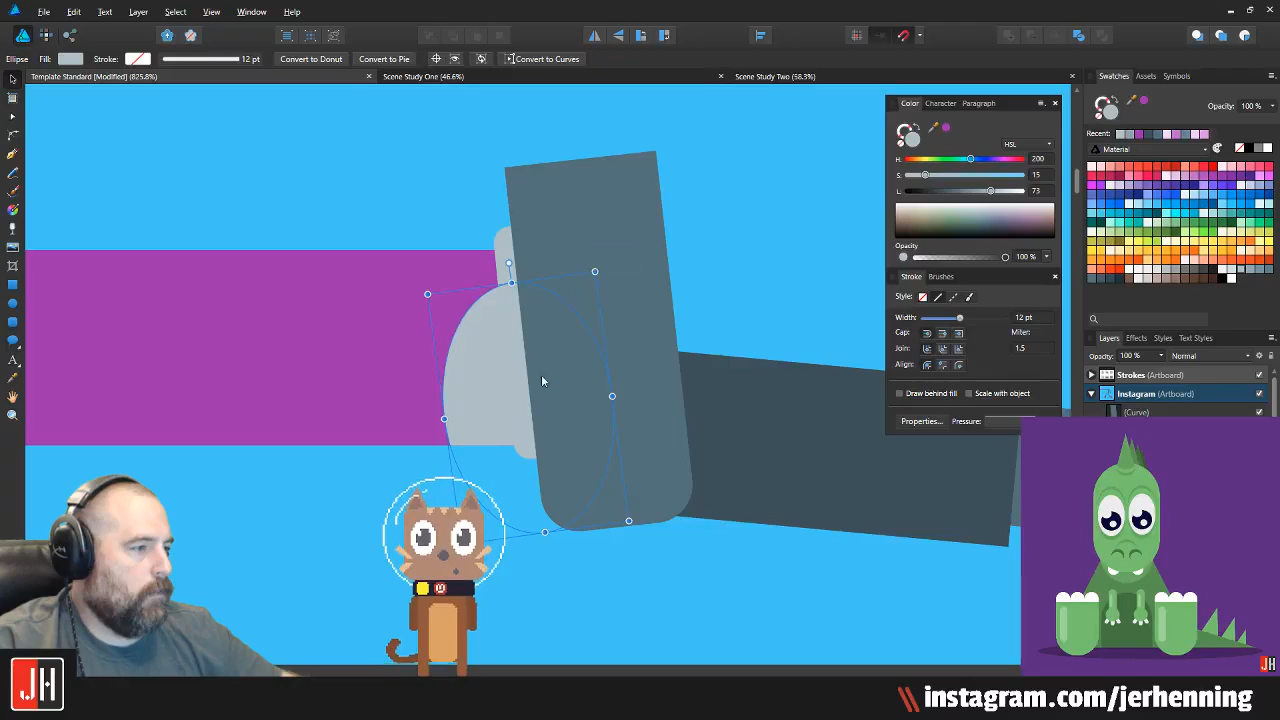 File Edit Text Layer Select View Window Help
Ellipse Fill: Stroke: 12 pt Convert to Donut Convert to Pie Convert to Curves
Template Standard [Modified] (825.8%) × Scene Study One (46.6%) × Scene Study Two (58.3%) ×
Swatches Assets Symbols
Opacity: 100 %
Recent:
Material
Color Character Paragraph
HSL
H: 200
S: 15
L: 73
Opacity
100 %
Stroke Brushes
Style:
Width: 12 pt
Cap: Miter:
Join: 1.5
Align:
Draw behind fill Scale with object
Properties... Pressure:
Layers Effects Styles Text Styles
Opacity: 100 % Normal
Strokes (Artboard)
Instagram (Artboard)
(Curve)
JH
JH
\\ instagram.com/jerhenning